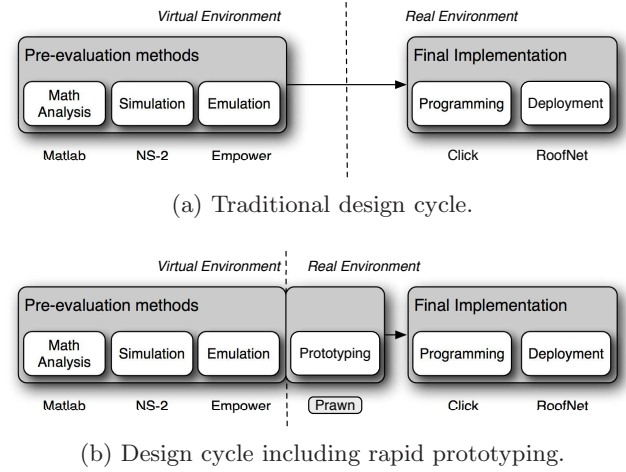 Virtual Environment Real Environment
Pre-evaluation methods Final Implementation
Math Analysis Simulation Emulation Programming Deployment
Matlab NS-2 Empower Click RoofNet
(a) Traditional design cycle.
Virtual Environment Real Environment
Pre-evaluation methods Final Implementation
Math Analysis Simulation Emulation Prototyping Programming Deployment
Matlab NS-2 Empower Prawn Click RoofNet
(b) Design cycle including rapid prototyping.